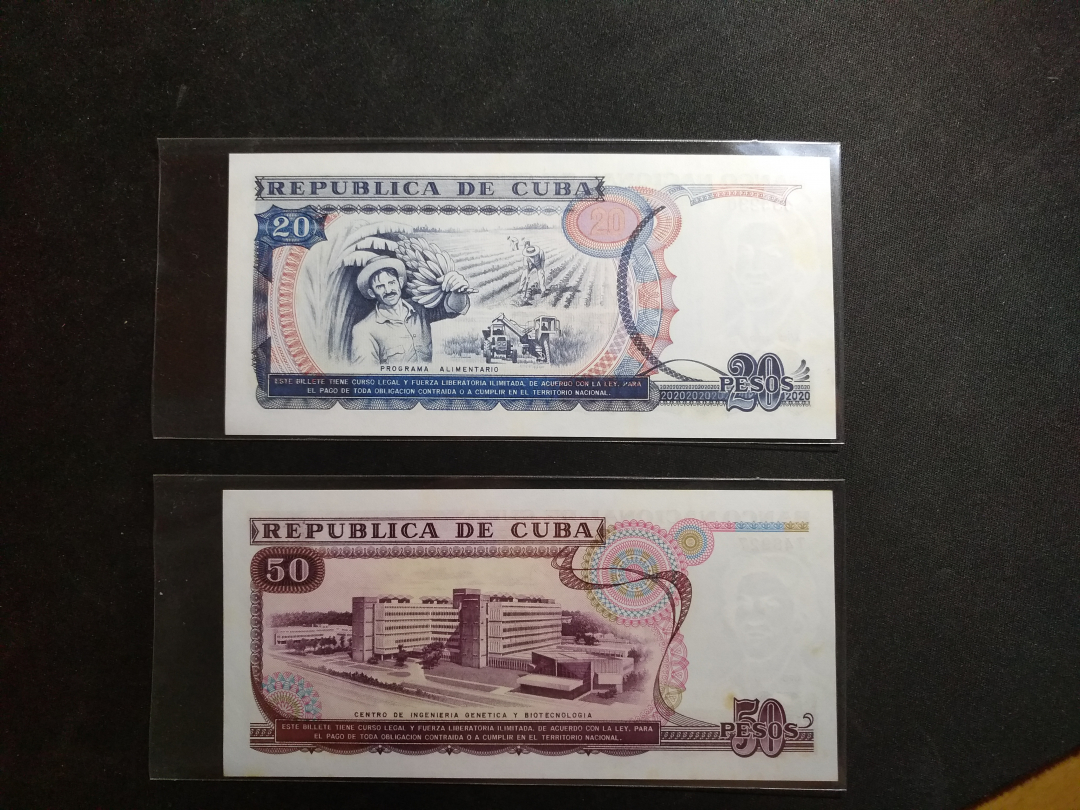 REPUBLICA DE CUBA
20
20
PROGRAMA ALIMENTARIO
ESTE BILLETE TIENE CURSO LEGAL Y FUERZA LIBERATORIA ILIMITADA, DE ACUERDO CON LA LEY, PARA
EL PAGO DE TODA OBLIGACION CONTRAIDA O A CUMPLIR EN EL TERRITORIO NACIONAL.
20
PESOS
REPUBLICA DE CUBA
50
CENTRO DE INGENIERIA GENETICA Y BIOTECNOLOGIA
ESTE BILLETE TIENE CURSO LEGAL Y FUERZA LIBERATORIA ILIMITADA, DE ACUERDO CON LA LEY, PARA
EL PAGO DE TODA OBLIGACION CONTRAIDA O A CUMPLIR EN EL TERRITORIO NACIONAL.
50
PESOS